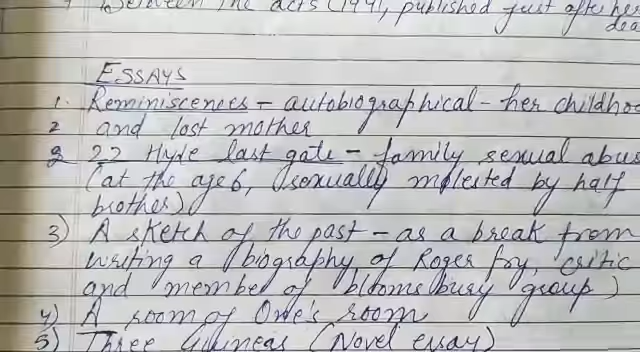 Between the acts (1941, published just after her
dea
ESSAYS
1. Reminiscences - autobiographical - her childhoo
2 and lost mother
2 22 Hyde last gate - family sexual abus
(at the age 6, sexually molested by half
brother)
3) A sketch of the past - as a break from
writing a biography of Roger fry, critic
and member of blooms bury group)
4) A room of One's room
5) Three Guineas (Novel essay)